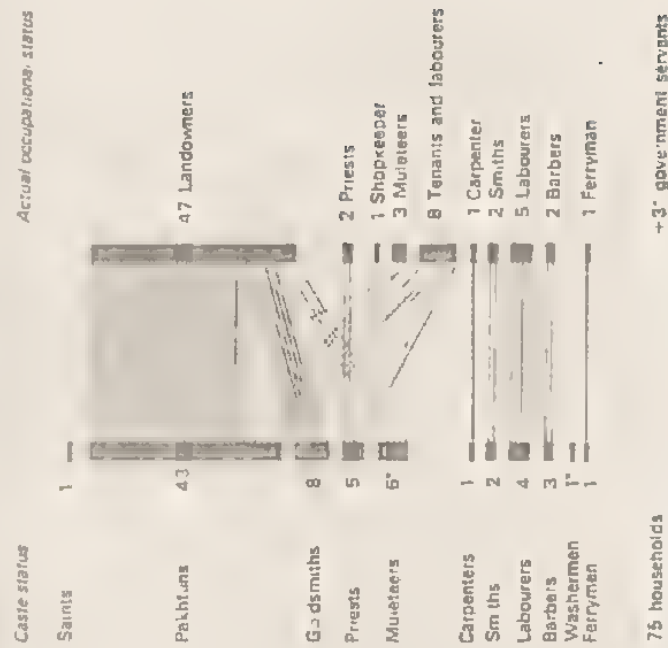 Caste status
Actual occupational status
Saints 1
Pakhtuns 43
47 Landowners
Goldsmiths 8
Priests 5
2 Priests
1 Shopkeeper
Muleteers 6*
3 Muleteers
8 Tenants and labourers
Carpenters 1
1 Carpenter
Smiths 2
2 Smiths
Labourers 4
5 Labourers
Barbers 3
2 Barbers
Washermen 1*
Ferrymen 1
1 Ferryman
75 households
+3* government servants